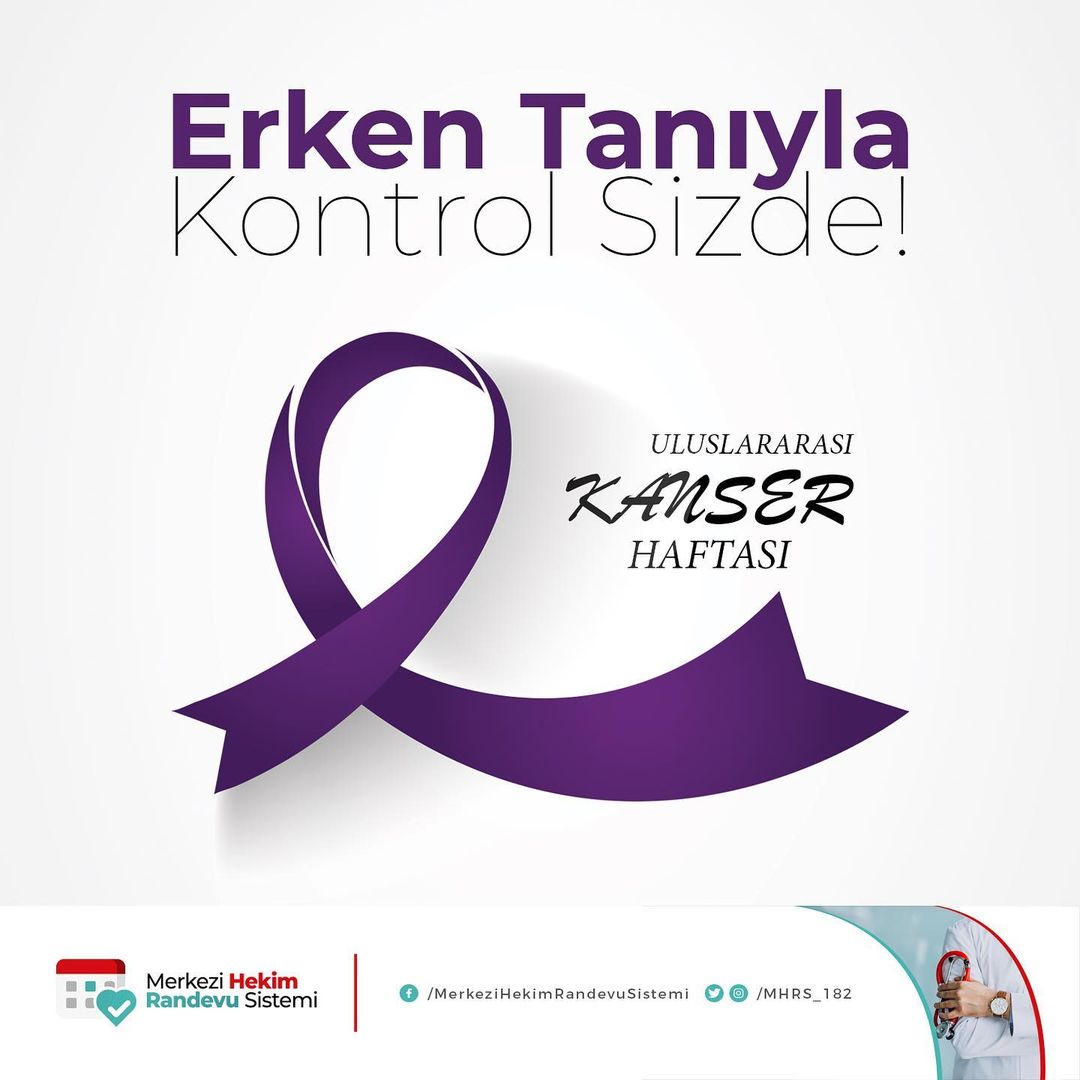 Erken Tanıyla
Kontrol Sizde!
ULUSLARARASI
KANSER
HAFTASI
Merkezi Hekim
Randevu Sistemi
/MerkeziHekimRandevuSistemi
/MHRS_182